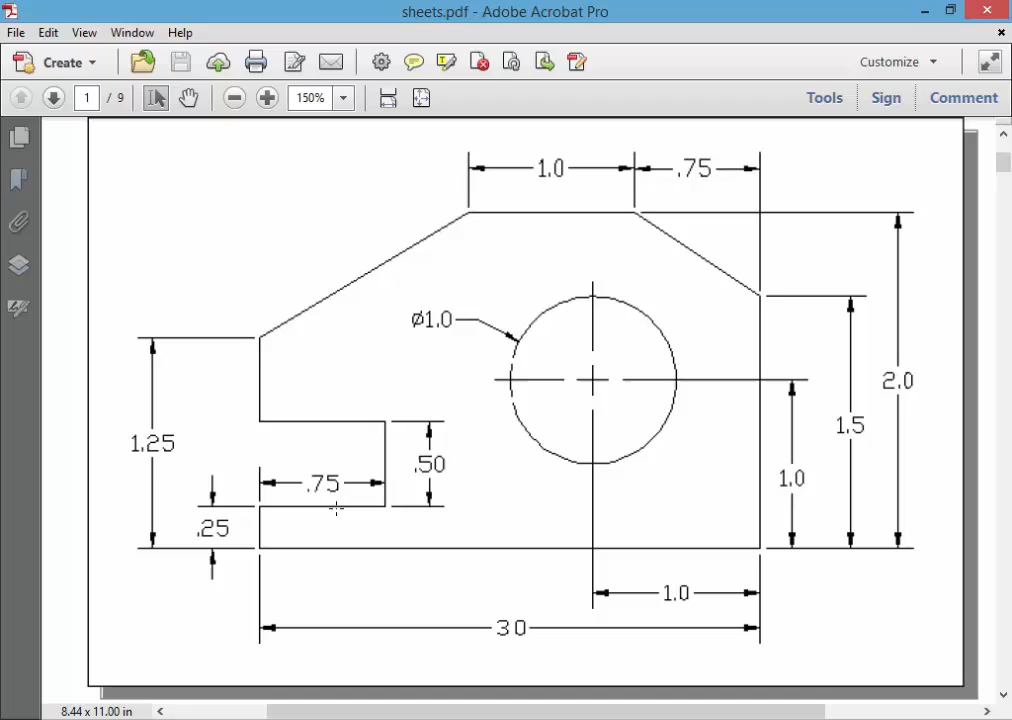 sheets.pdf - Adobe Acrobat Pro
File Edit View Window Help
Create Customize
1 / 9 150% Tools Sign Comment
1.0 .75
Ø1.0
2.0
1.25 1.5
.50
.75 1.0
.25
1.0
3.0
8.44 x 11.00 in